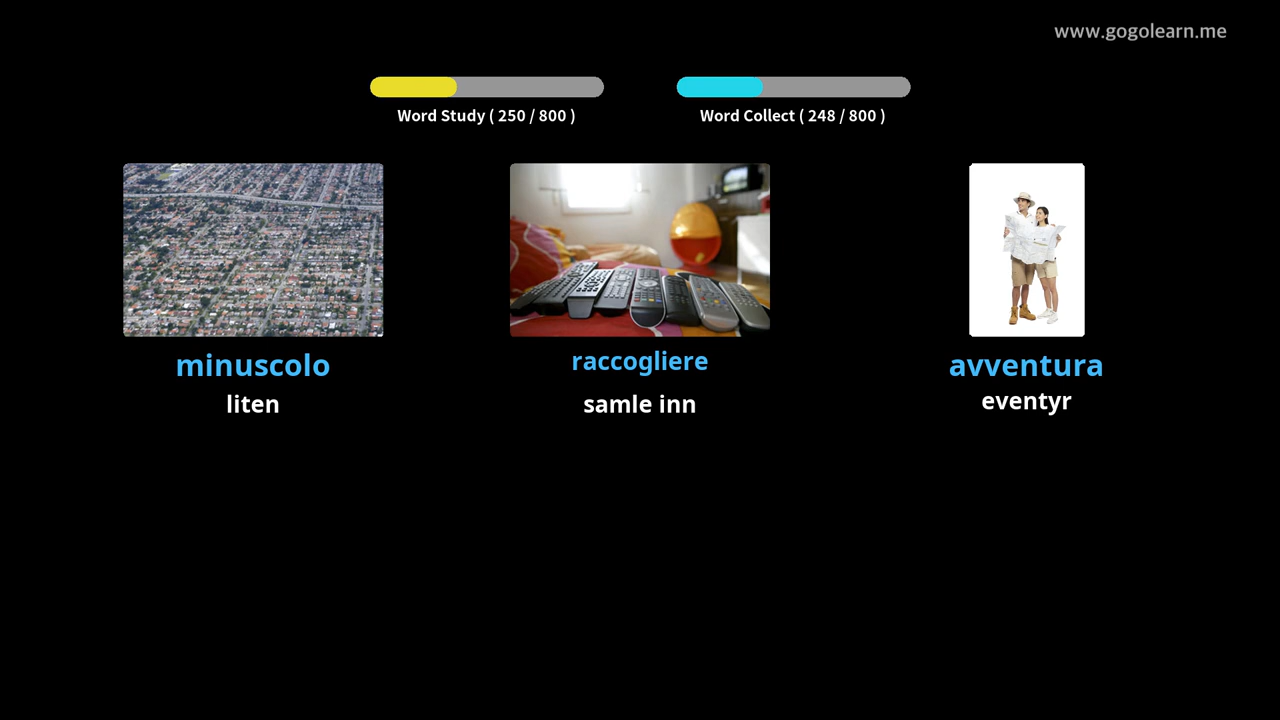 www.gogolearn.me
Word Study ( 250 / 800 )
Word Collect ( 248 / 800 )
minuscolo
liten
raccogliere
samle inn
avventura
eventyr